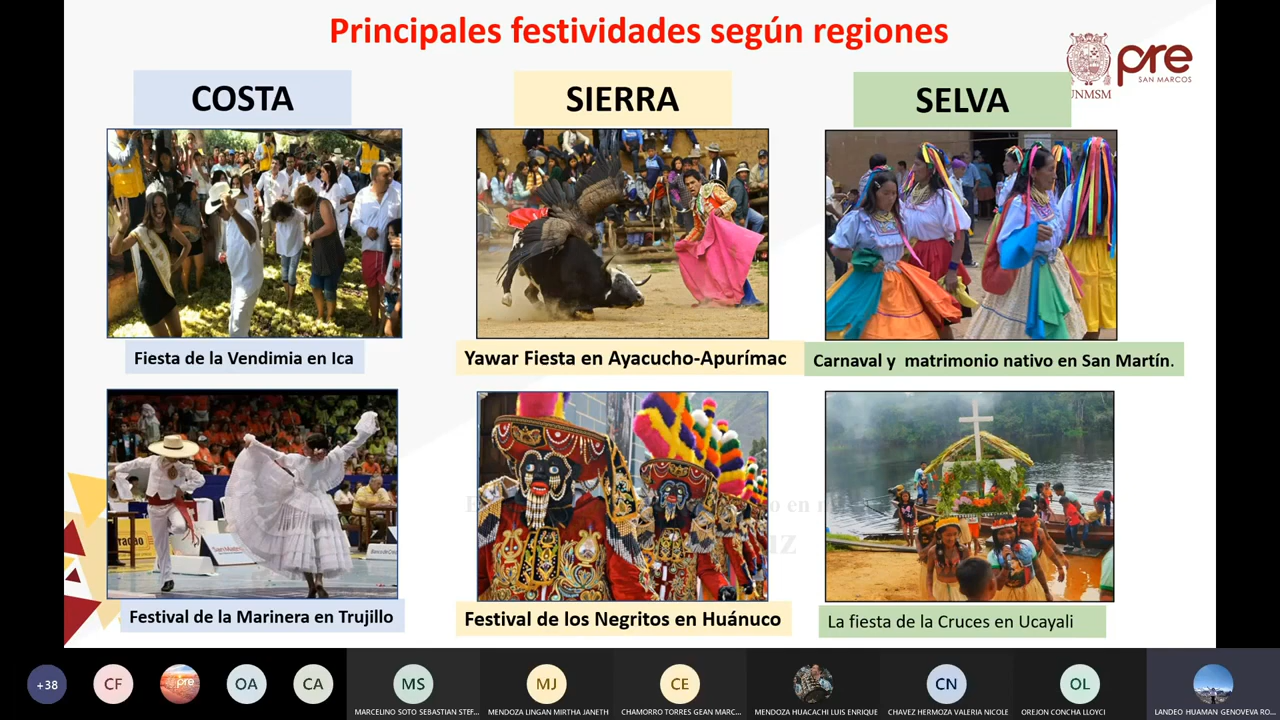 Principales festividades según regiones
UNMSM
pre
SAN MARCOS
COSTA
SIERRA
SELVA
Fiesta de la Vendimia en Ica
Yawar Fiesta en Ayacucho-Apurímac
Carnaval y matrimonio nativo en San Martín.
Festival de la Marinera en Trujillo
Festival de los Negritos en Huánuco
La fiesta de la Cruces en Ucayali
+38
CF
pre
OA
CA
MS
MJ
CE
CN
OL
MARCELINO SOTO SEBASTIAN STEF...
MENDOZA LINGAN MIRTHA JANETH
CHAMORRO TORRES GEAN MARC...
MENDOZA HUACACHI LUIS ENRIQUE
CHAVEZ HERMOZA VALERIA NICOLE
OREJON CONCHA LLOYCI
LANDEO HUAMAN GENOVEVA RO...